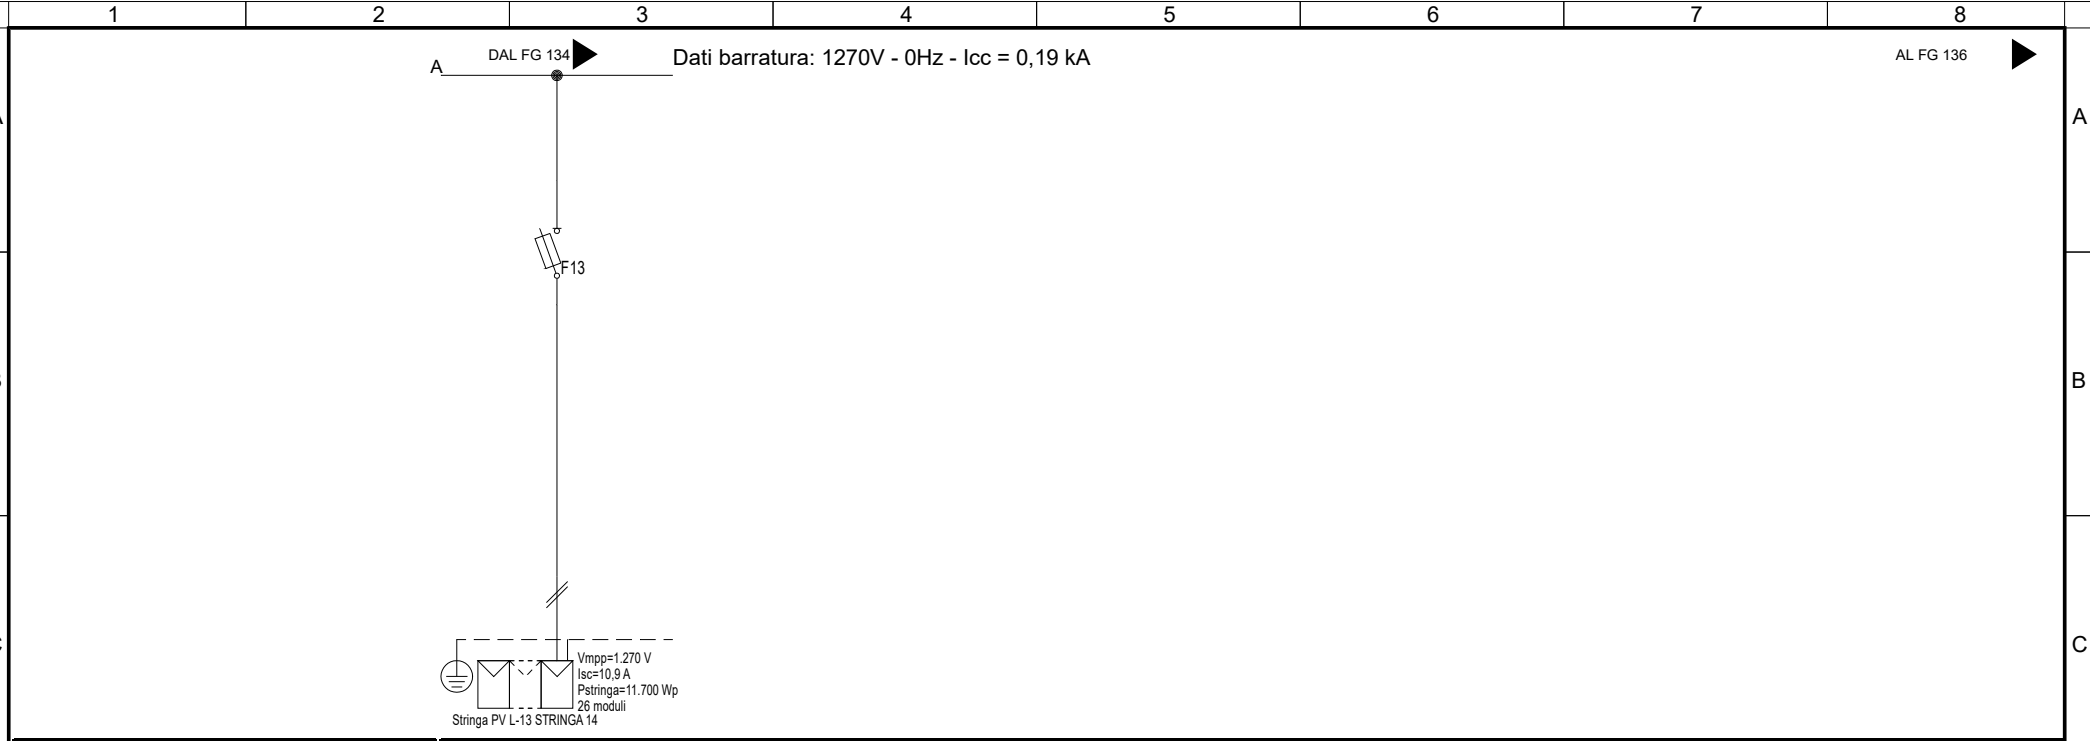 1 2 3 4 5 6 7 8
DAL FG 134 Dati barratura: 1270V - 0Hz - Icc = 0,19 kA AL FG 136
A
A
F13
B
C
Vmpp=1.270 V
Isc=10,9 A
Pstringa=11.700 Wp
26 moduli
Stringa PV L-13 STRINGA 14